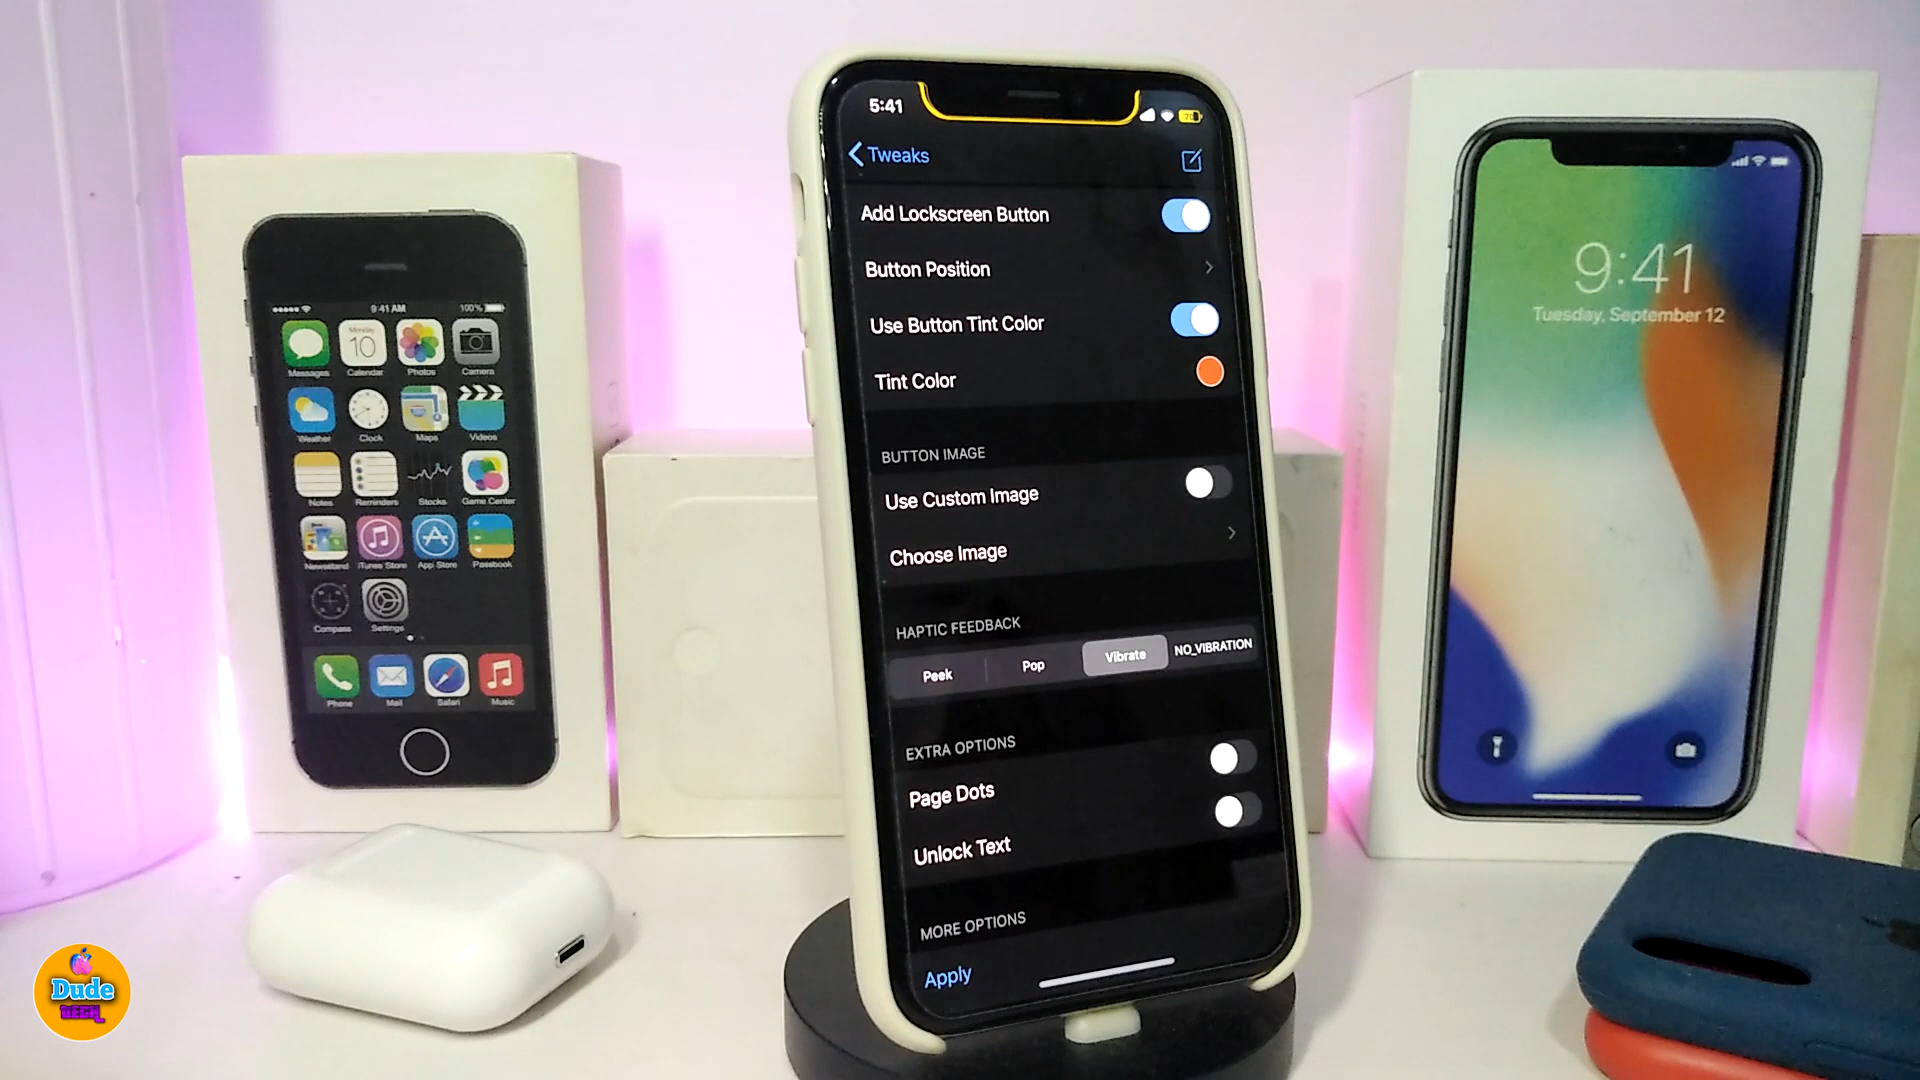 5:41
Tweaks
Add Lockscreen Button
Button Position
Use Button Tint Color
Tint Color
BUTTON IMAGE
Use Custom Image
Choose Image
HAPTIC FEEDBACK
Peek Pop Vibrate NO_VIBRATION
EXTRA OPTIONS
Page Dots
Unlock Text
MORE OPTIONS
Apply
9:41 AM 100%
Monday
10
Messages Calendar Photos Camera
Weather Clock Maps Videos
Notes Reminders Stocks Game Center
Newsstand iTunes Store App Store Passbook
Compass Settings
Phone Mail Safari Music
9:41
Tuesday, September 12
Dude
TECH